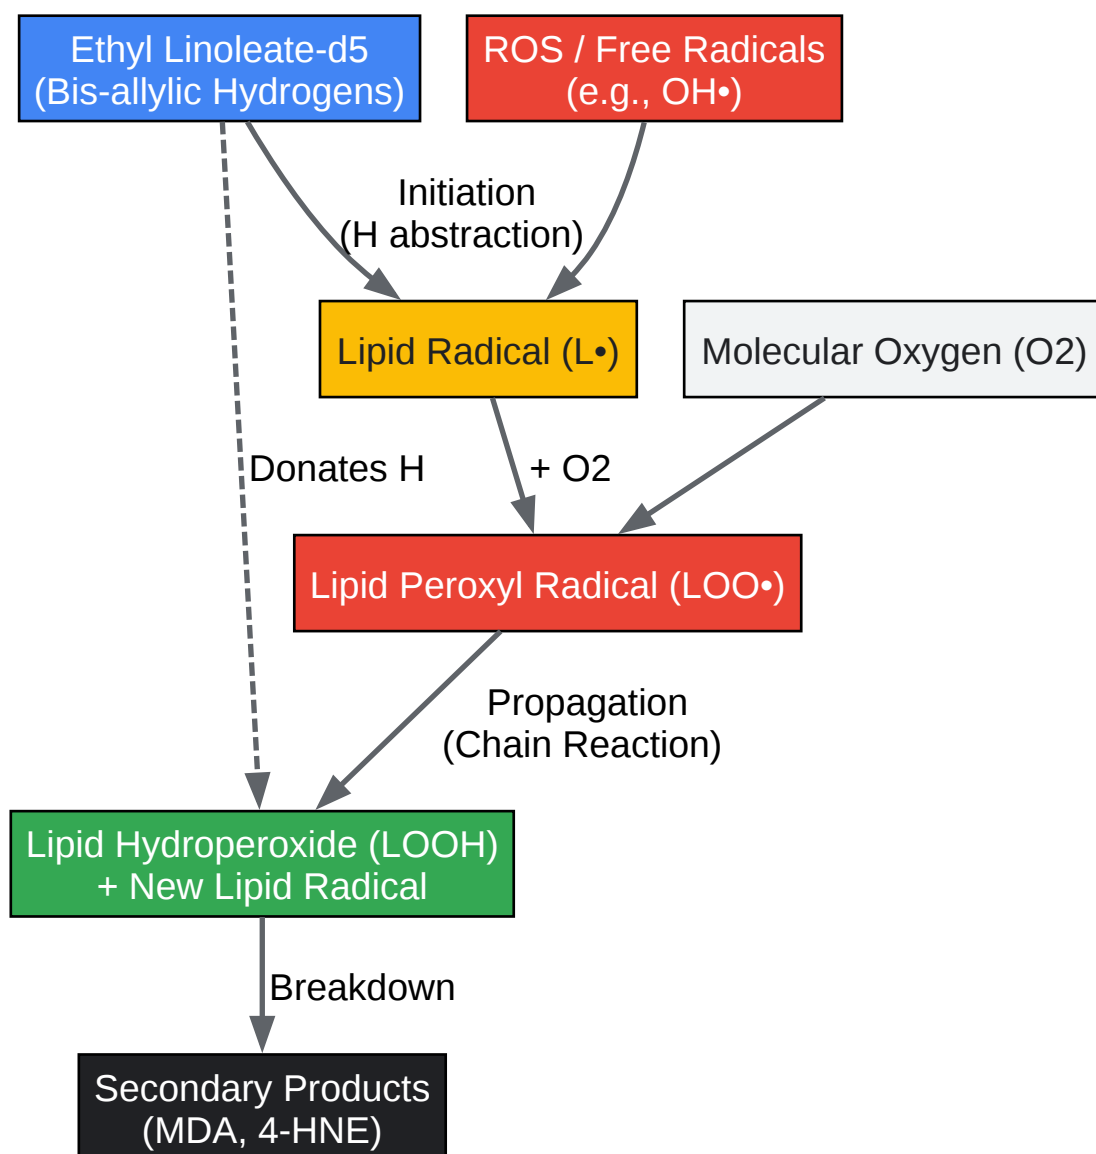 Ethyl Linoleate-d5
(Bis-allylic Hydrogens)
ROS / Free Radicals
(e.g., OH•)
Initiation
(H abstraction)
Lipid Radical (L•)
Molecular Oxygen (O2)
Donates H
+ O2
Lipid Peroxyl Radical (LOO•)
Propagation
(Chain Reaction)
Lipid Hydroperoxide (LOOH)
+ New Lipid Radical
Breakdown
Secondary Products
(MDA, 4-HNE)